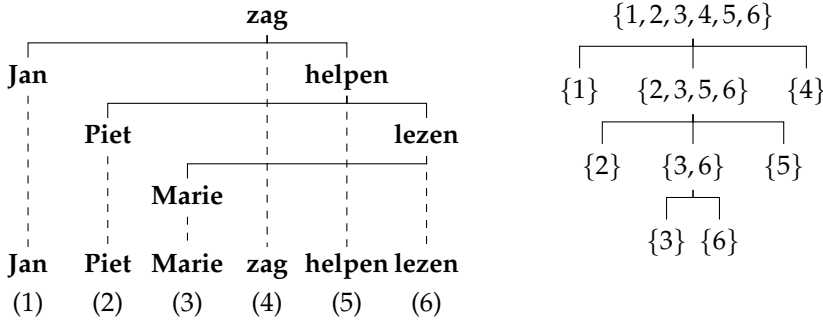 zag
Jan helpen
Piet lezen
Marie
Jan Piet Marie zag helpen lezen
(1) (2) (3) (4) (5) (6)
{1, 2, 3, 4, 5, 6}
{1} {2, 3, 5, 6} {4}
{2} {3, 6} {5}
{3} {6}